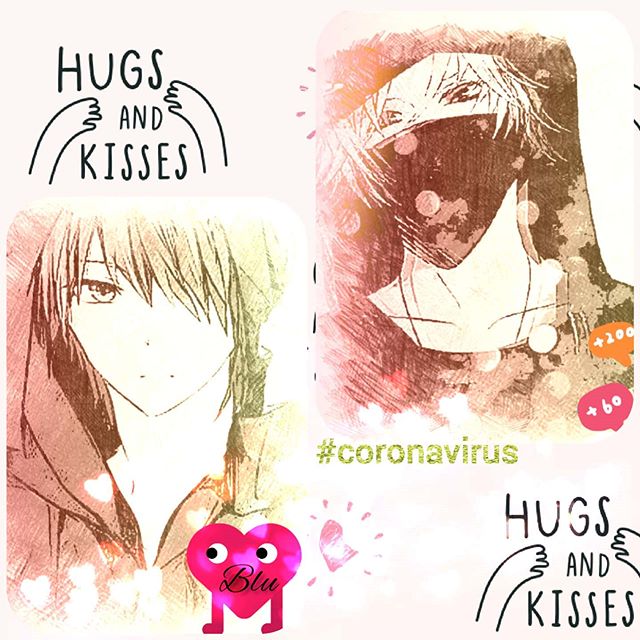 HUGS
AND
KISSES
+200
+60
#coronavirus
Blu
HUGS
AND
KISSES